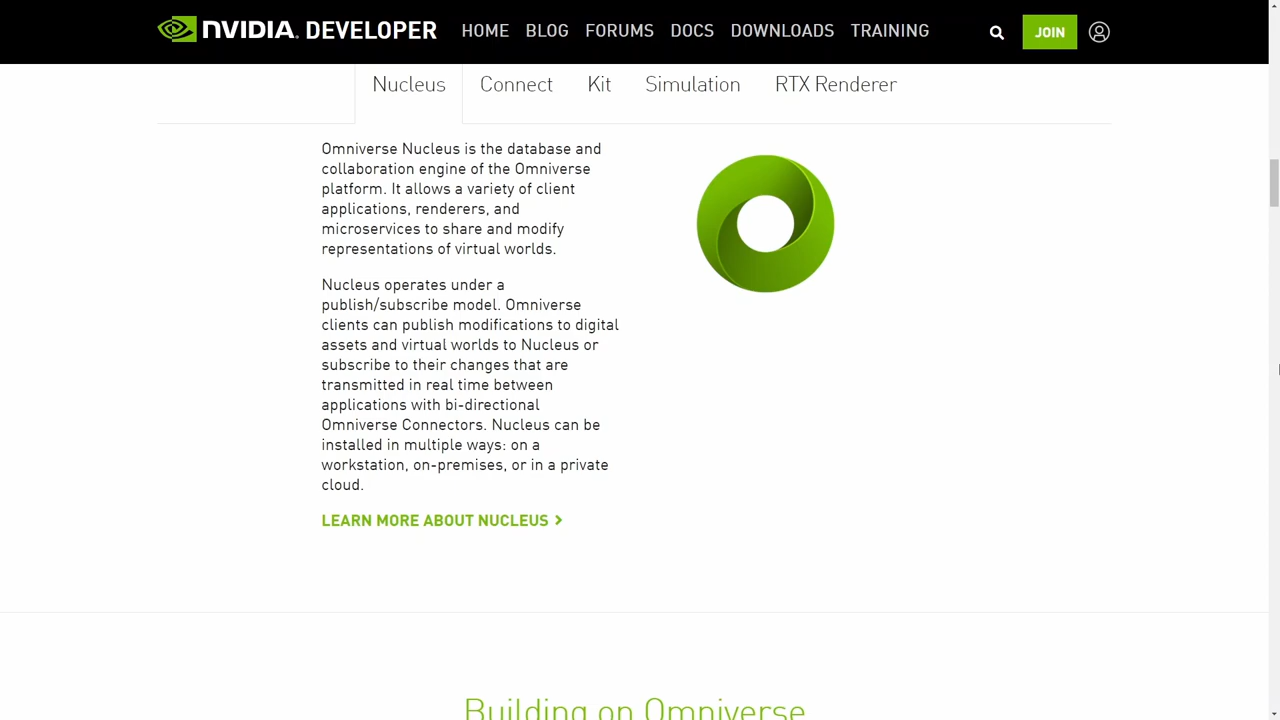 NVIDIA. DEVELOPER HOME BLOG FORUMS DOCS DOWNLOADS TRAINING JOIN
Nucleus Connect Kit Simulation RTX Renderer
Omniverse Nucleus is the database and
collaboration engine of the Omniverse
platform. It allows a variety of client
applications, renderers, and
microservices to share and modify
representations of virtual worlds.
Nucleus operates under a
publish/subscribe model. Omniverse
clients can publish modifications to digital
assets and virtual worlds to Nucleus or
subscribe to their changes that are
transmitted in real time between
applications with bi-directional
Omniverse Connectors. Nucleus can be
installed in multiple ways: on a
workstation, on-premises, or in a private
cloud.
LEARN MORE ABOUT NUCLEUS >
Building on Omniverse